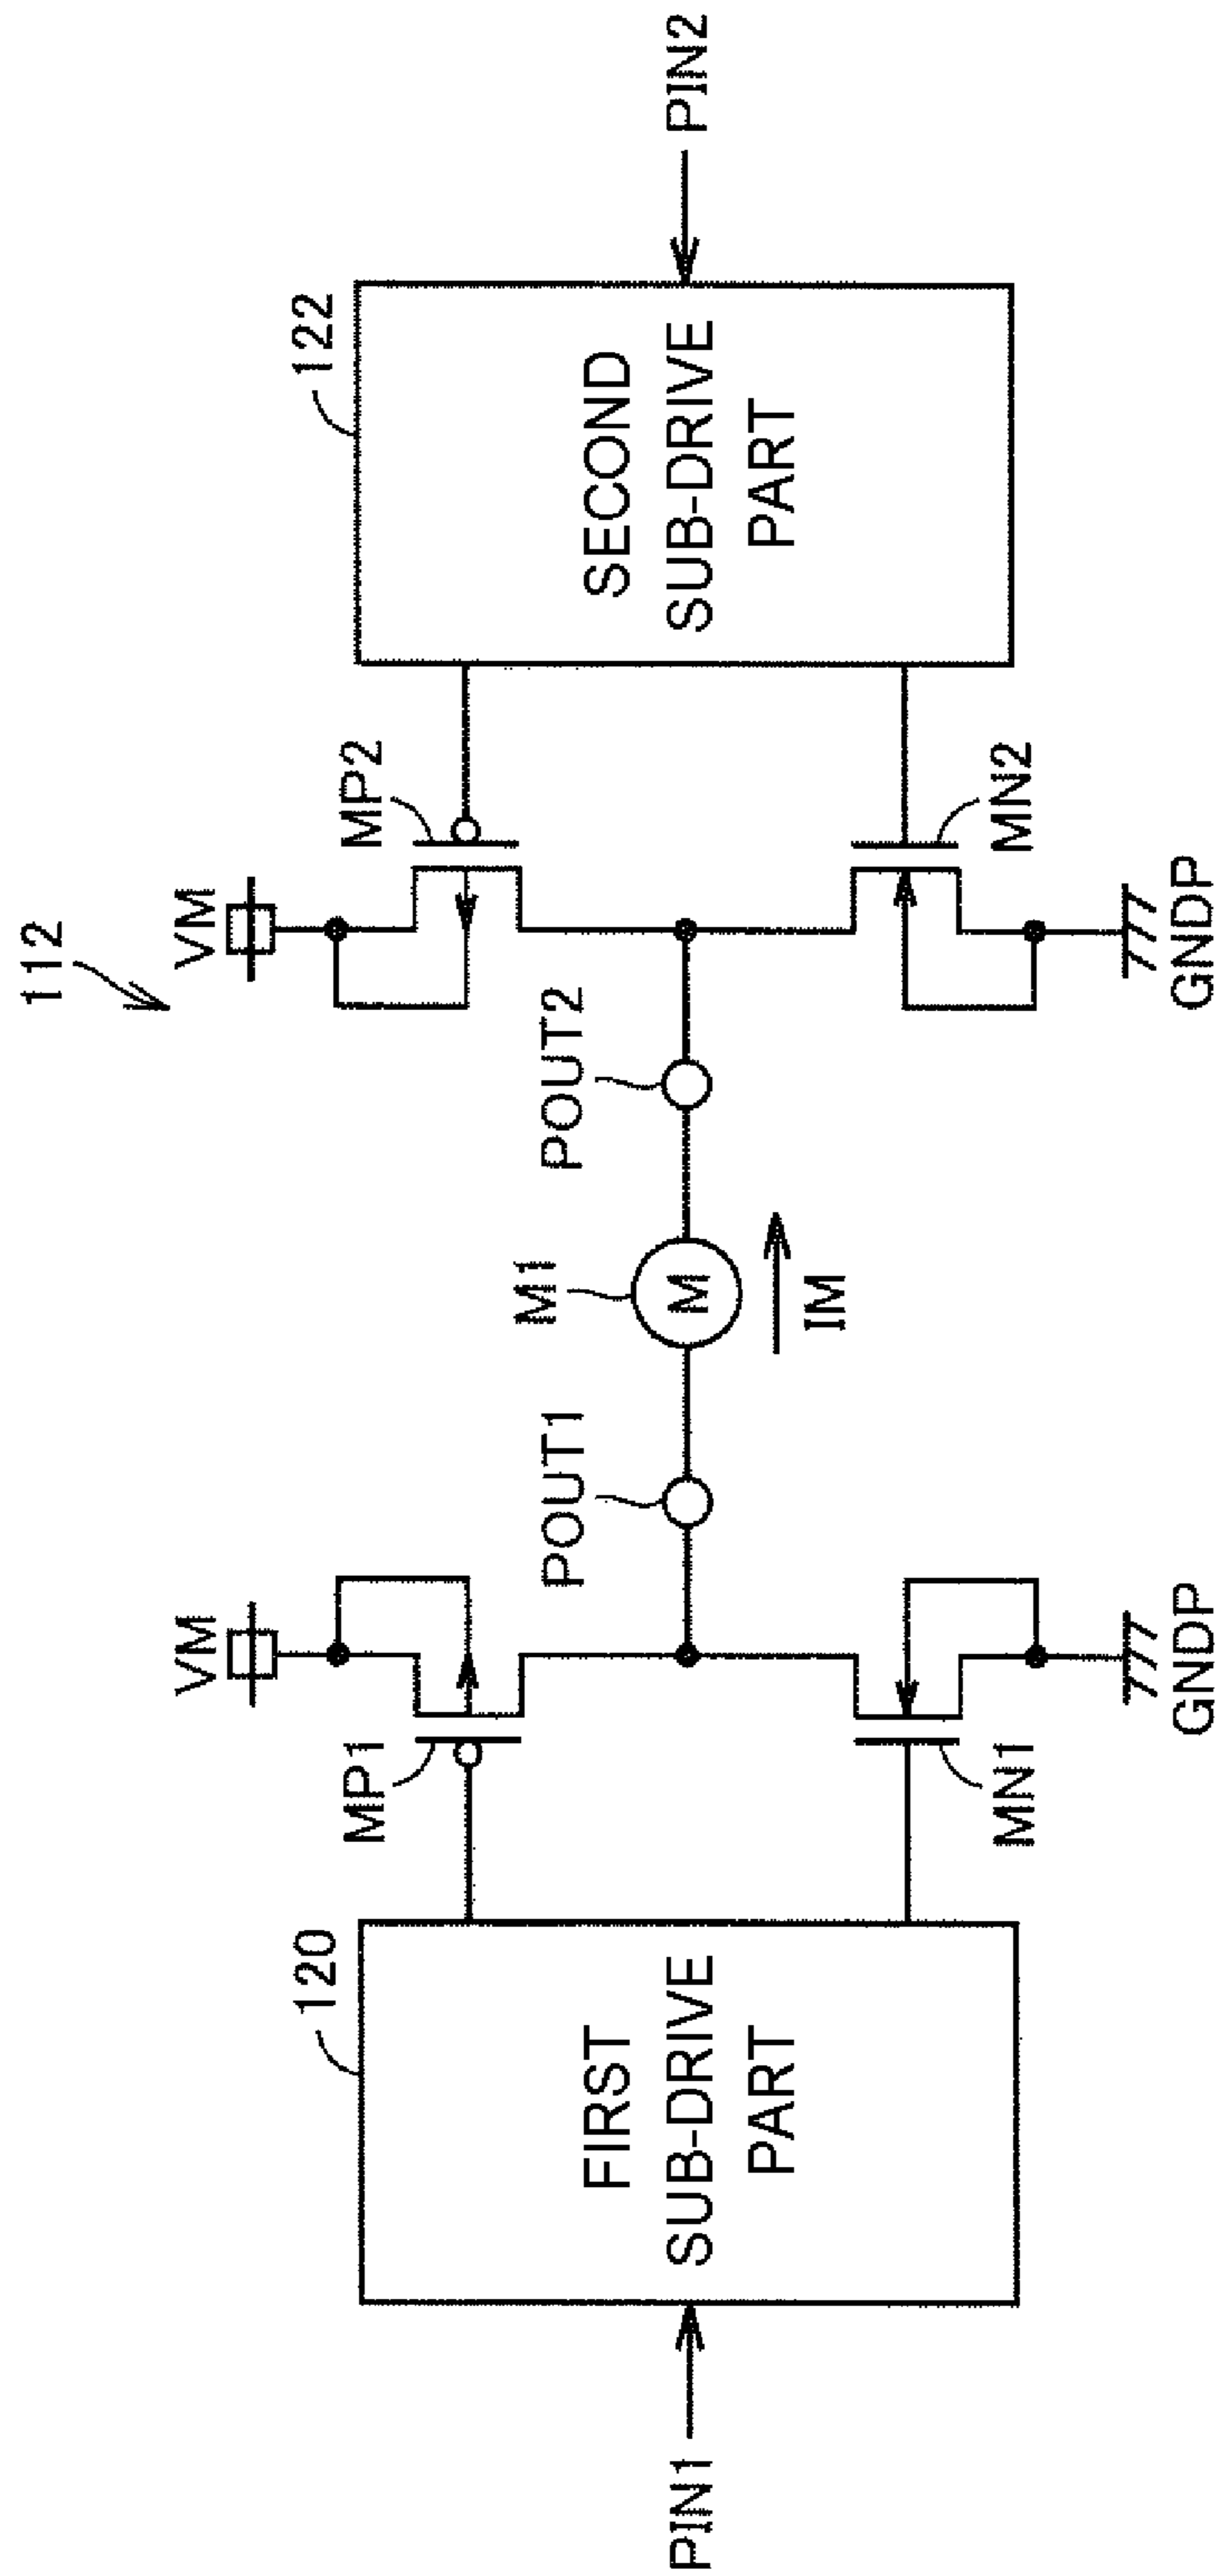 112
VM
VM
120
MP1
MP2
122
POUT1
M1
POUT2
PIN1
FIRST
SUB-DRIVE
PART
M
SECOND
SUB-DRIVE
PART
PIN2
IM
MN1
MN2
GNDP
GNDP